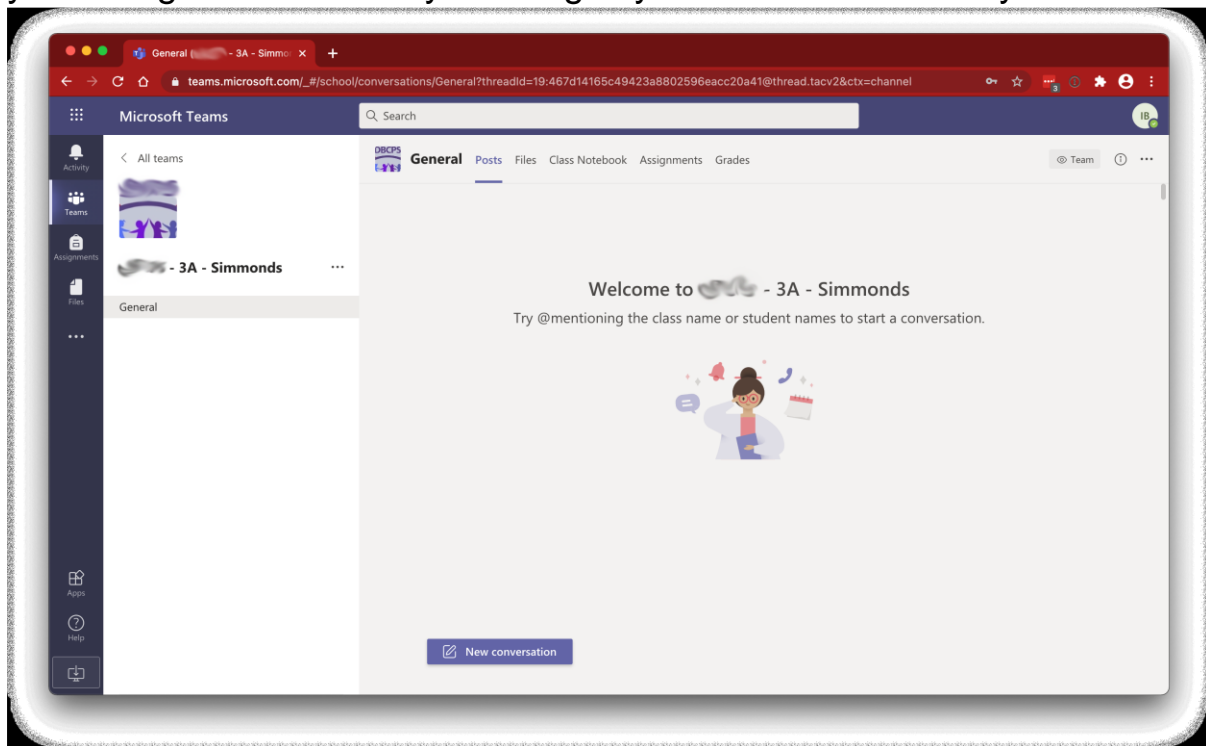 General ( - 3A - Simmo
teams.microsoft.com/_#/school/conversations/General?threadId=19:467d14165c49423a8802596eacc20a41@thread.tacv2&ctx=channel
3
Microsoft Teams
Search
IB
Activity
Teams
Assignments
Files
Apps
Help
All teams
- 3A - Simmonds
General
DBCPS
General Posts Files Class Notebook Assignments Grades
Team
Welcome to - 3A - Simmonds
Try @mentioning the class name or student names to start a conversation.
New conversation